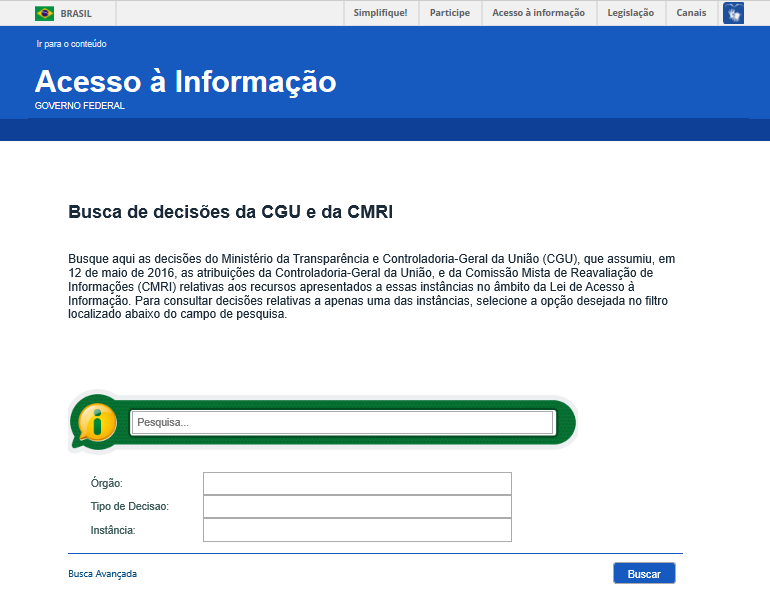 BRASIL
Simplifique!
Participe
Acesso à informação
Legislação
Canais
Ir para o conteúdo
Acesso à Informação
GOVERNO FEDERAL
Busca de decisões da CGU e da CMRI
Busque aqui as decisões do Ministério da Transparência e Controladoria-Geral da União (CGU), que assumiu, em
12 de maio de 2016, as atribuições da Controladoria-Geral da União, e da Comissão Mista de Reavaliação de
Informações (CMRI) relativas aos recursos apresentados a essas instâncias no âmbito da Lei de Acesso à
Informação. Para consultar decisões relativas a apenas uma das instâncias, selecione a opção desejada no filtro
localizado abaixo do campo de pesquisa.
Pesquisa...
Órgão:
Tipo de Decisao:
Instância:
Busca Avançada
Buscar